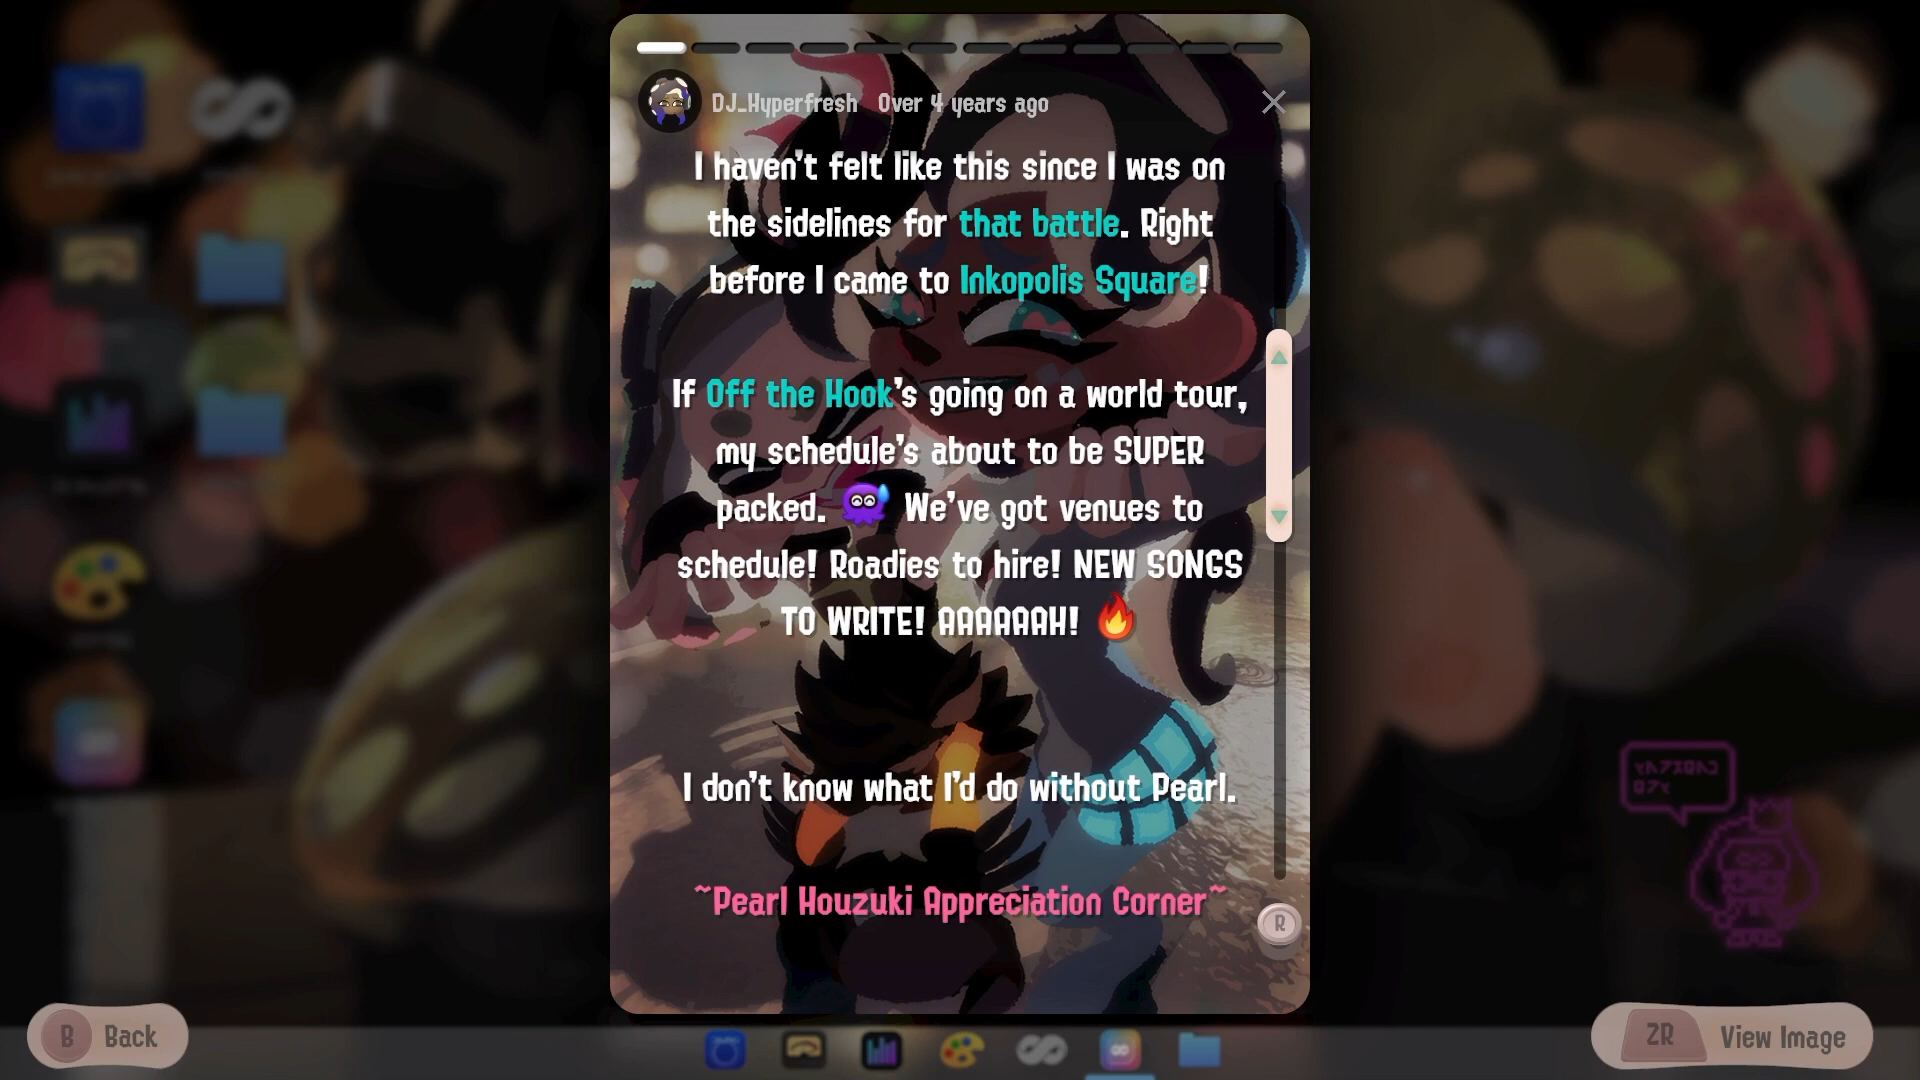 DJ_Hyperfresh Over 4 years ago
I haven't felt like this since I was on
the sidelines for that battle. Right
before I came to Inkopolis Square!
If Off the Hook's going on a world tour,
my schedule's about to be SUPER
packed. We've got venues to
schedule! Roadies to hire! NEW SONGS
TO WRITE! AAAAAAH!
I don't know what I'd do without Pearl.
~Pearl Houzuki Appreciation Corner~
R
B Back
ZR View Image